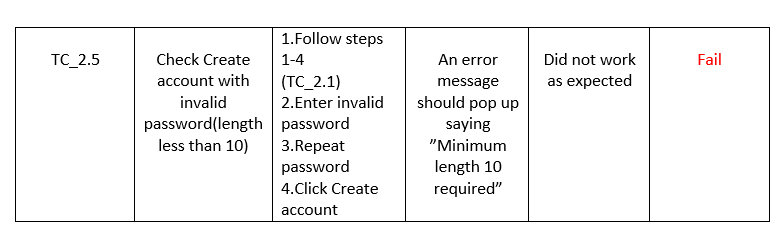 TC_2.5
Check Create
account with
invalid
password(length
less than 10)
1.Follow steps
1-4
(TC_2.1)
2.Enter invalid
password
3.Repeat
password
4.Click Create
account
An error
message
should pop up
saying
”Minimum
length 10
required”
Did not work
as expected
Fail